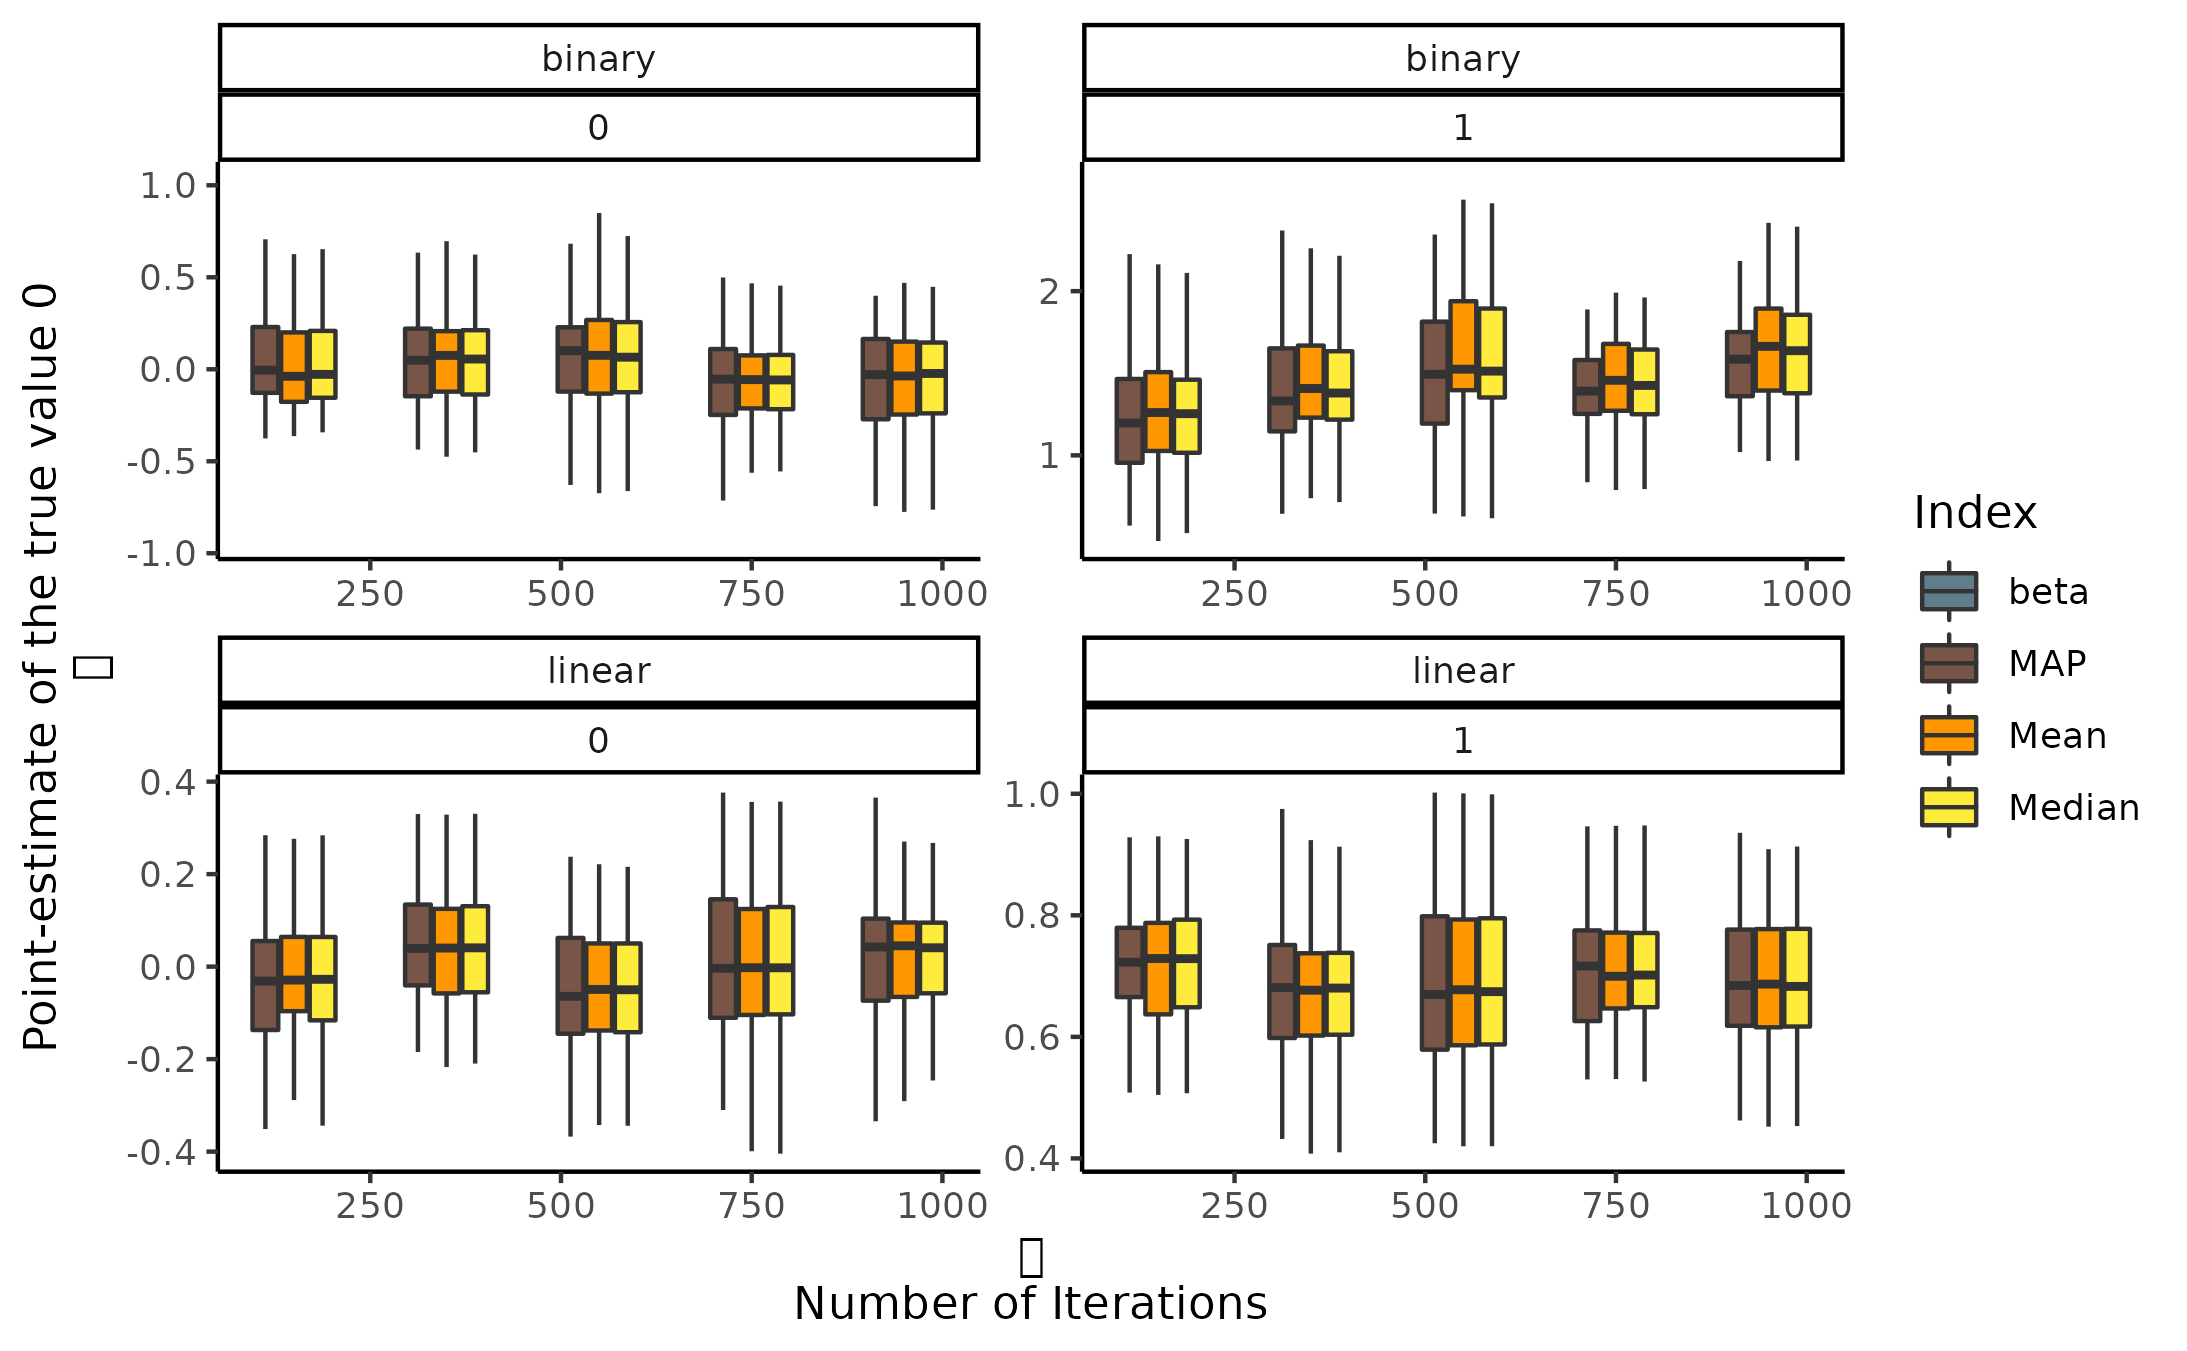 binary
0
1.0
0.5
0.0
-0.5
-1.0
250 500 750 1000
binary
1
2
1
250 500 750 1000
linear
0
0.4
0.2
0.0
-0.2
-0.4
250 500 750 1000
linear
1
1.0
0.8
0.6
0.4
250 500 750 1000
Point-estimate of the true value 0
Number of Iterations
Index
beta
MAP
Mean
Median